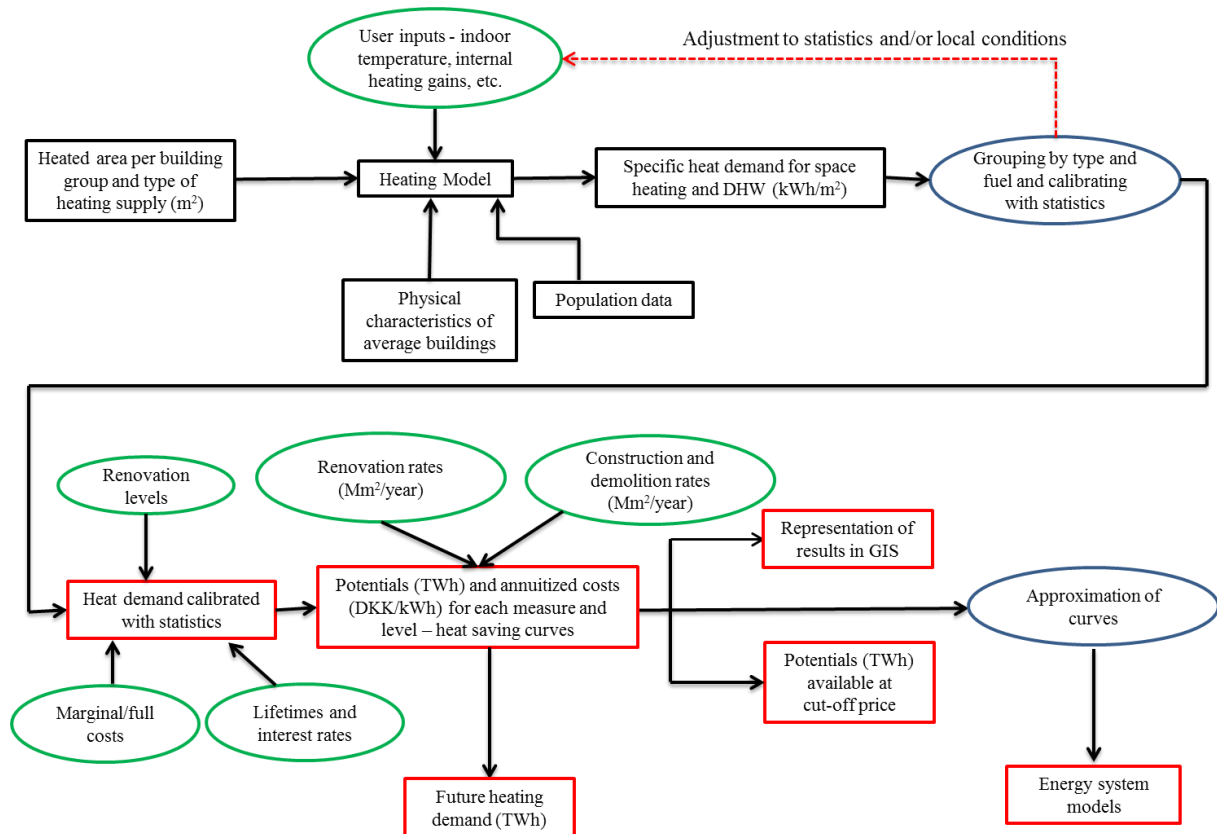 User inputs - indoor
temperature, internal
heating gains, etc.
Adjustment to statistics and/or local conditions
Heated area per building
group and type of
heating supply (m²)
Heating Model
Specific heat demand for space
heating and DHW (kWh/m²)
Grouping by type and
fuel and calibrating
with statistics
Physical
characteristics of
average buildings
Population data
Renovation
levels
Renovation rates
(Mm²/year)
Construction and
demolition rates
(Mm²/year)
Representation of
results in GIS
Heat demand calibrated
with statistics
Potentials (TWh) and annuitized costs
(DKK/kWh) for each measure and
level – heat saving curves
Approximation of
curves
Potentials (TWh)
available at
cut-off price
Marginal/full
costs
Lifetimes and
interest rates
Future heating
demand (TWh)
Energy system
models